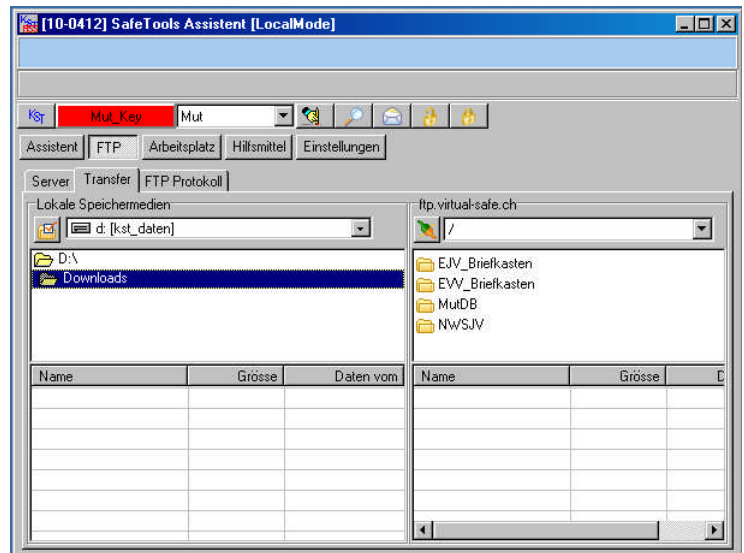 [10-0412] SafeTools Assistent [LocalMode]
KST Mut_Key Mut
Assistent FTP Arbeitsplatz Hilfsmittel Einstellungen
Server Transfer FTP Protokoll
Lokale Speichermedien
d: [kst_daten]
D:\
Downloads
Name Grösse Daten vom
ftp.virtual-safe.ch
/
EJV_Briefkasten
EVV_Briefkasten
MutDB
NWSJV
Name Grösse D